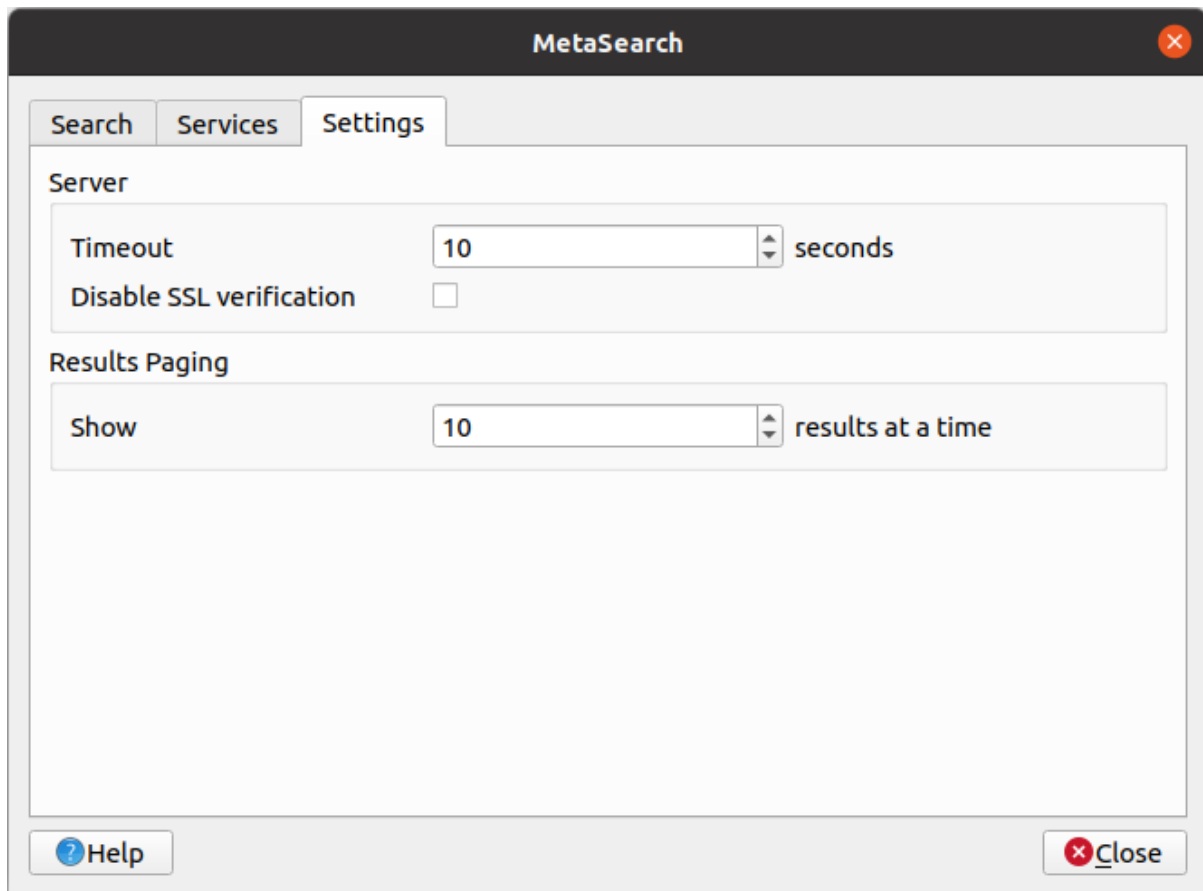 MetaSearch
Search Services Settings
Server
Timeout 10 seconds
Disable SSL verification
Results Paging
Show 10 results at a time
Help Close